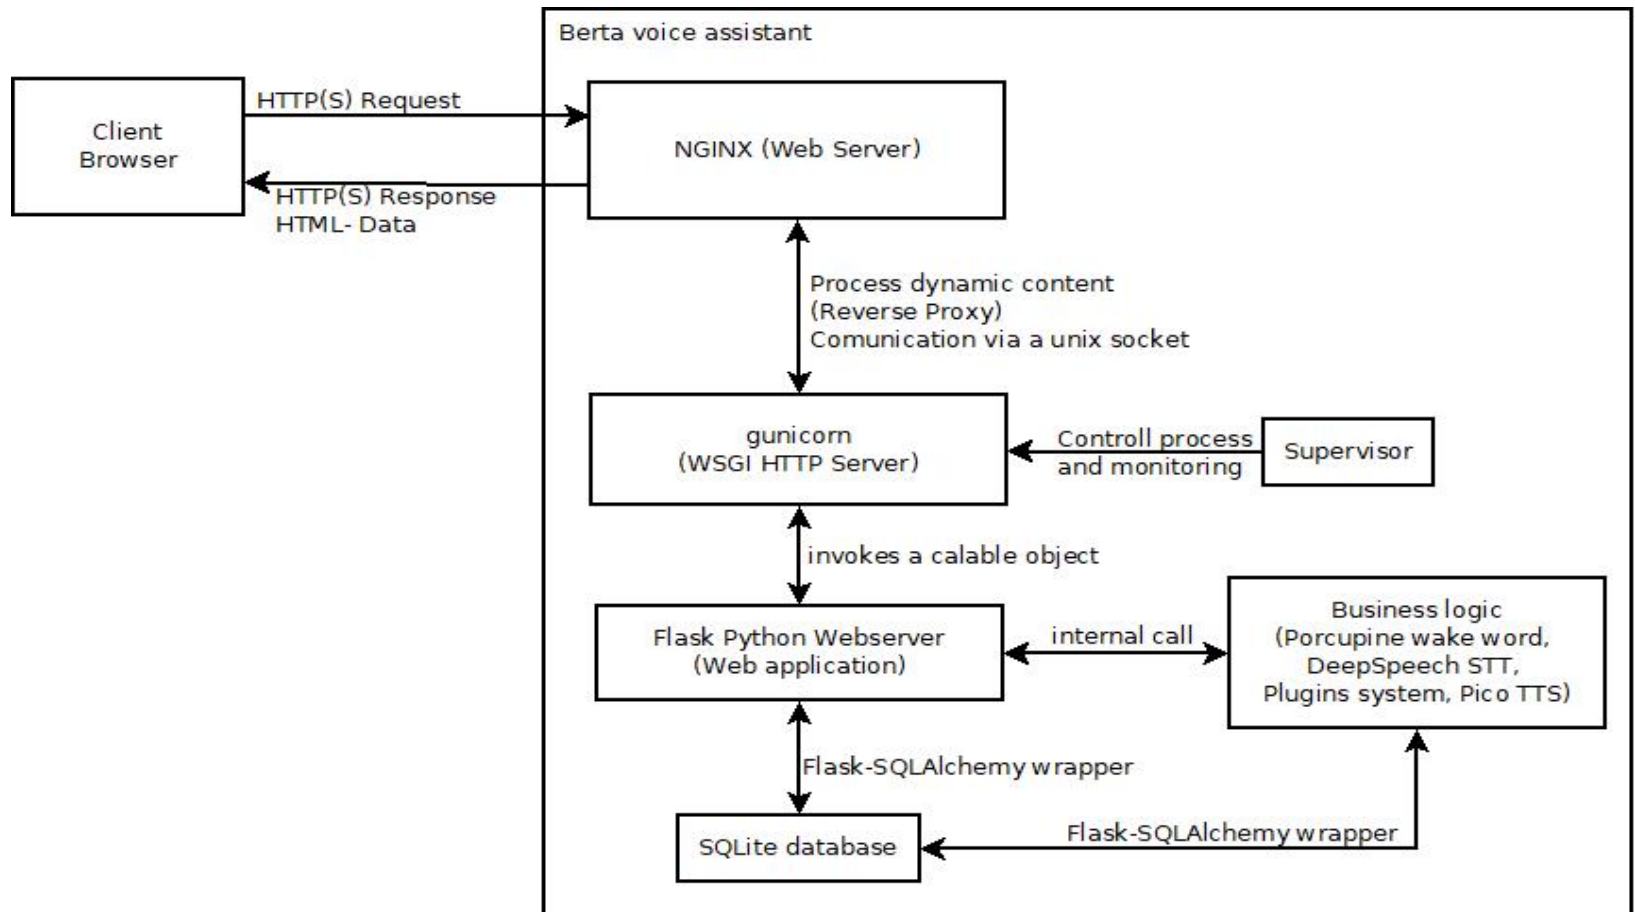 Berta voice assistant
Client
Browser
HTTP(S) Request
NGINX (Web Server)
HTTP(S) Response
HTML- Data
Process dynamic content
(Reverse Proxy)
Comunication via a unix socket
gunicorn
(WSGI HTTP Server)
Controll process
and monitoring
Supervisor
invokes a calable object
Flask Python Webserver
(Web application)
internal call
Business logic
(Porcupine wake word,
DeepSpeech STT,
Plugins system, Pico TTS)
Flask-SQLAlchemy wrapper
SQLite database
Flask-SQLAlchemy wrapper